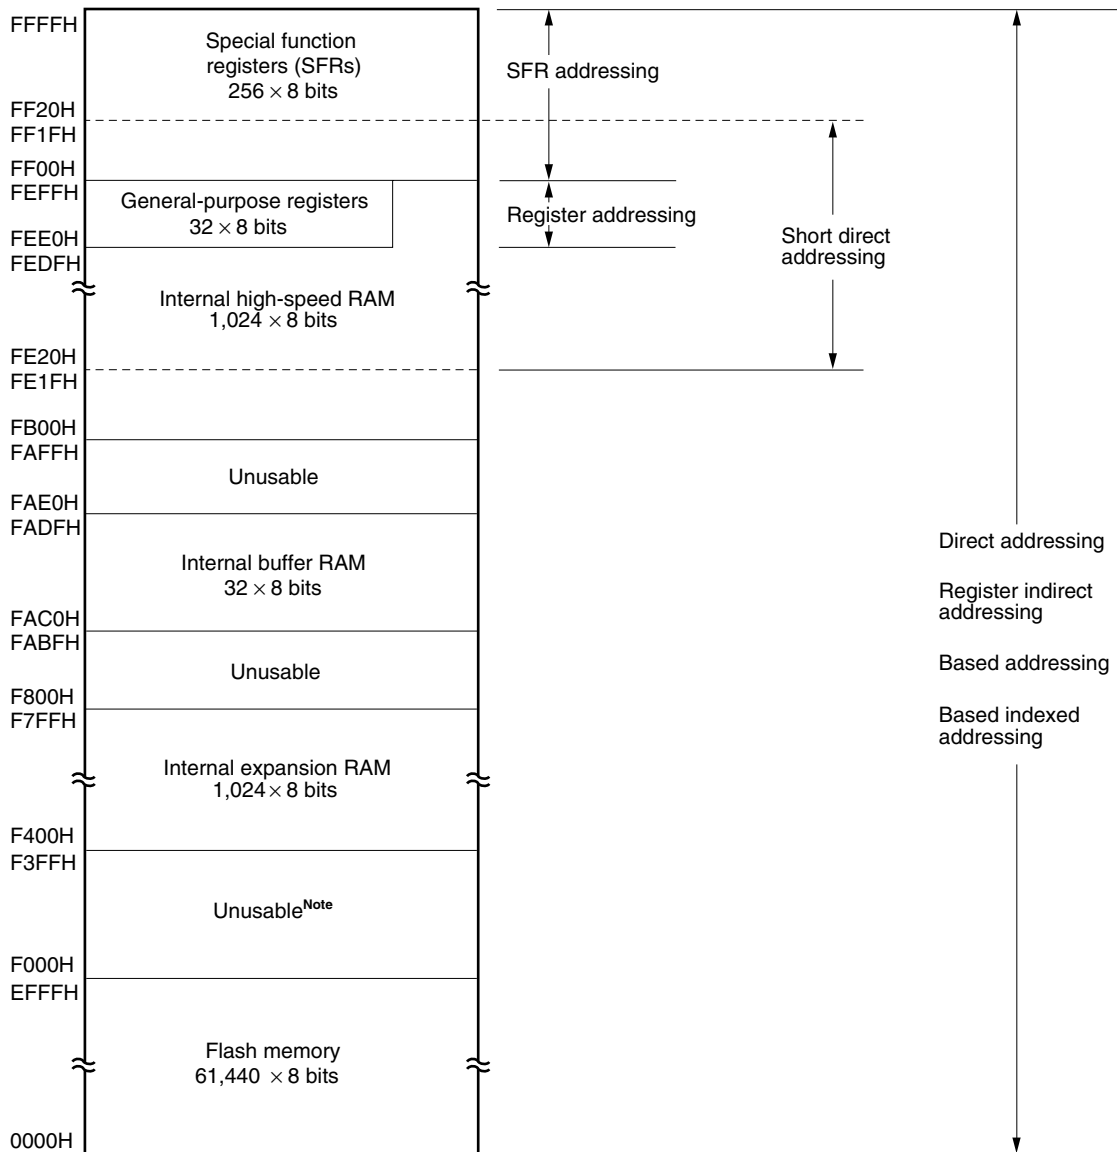 FFFFH
Special function
registers (SFRs)
256 × 8 bits
SFR addressing
FF20H
FF1FH
FF00H
FEFFH
General-purpose registers
32 × 8 bits
Register addressing
Short direct
addressing
FEE0H
FEDFH
Internal high-speed RAM
1,024 × 8 bits
FE20H
FE1FH
FB00H
FAFFH
Unusable
FAE0H
FADFH
Internal buffer RAM
32 × 8 bits
FAC0H
FABFH
Unusable
F800H
F7FFH
Internal expansion RAM
1,024 × 8 bits
F400H
F3FFH
UnusableNote
F000H
EFFFH
Flash memory
61,440 × 8 bits
0000H
Direct addressing
Register indirect
addressing
Based addressing
Based indexed
addressing